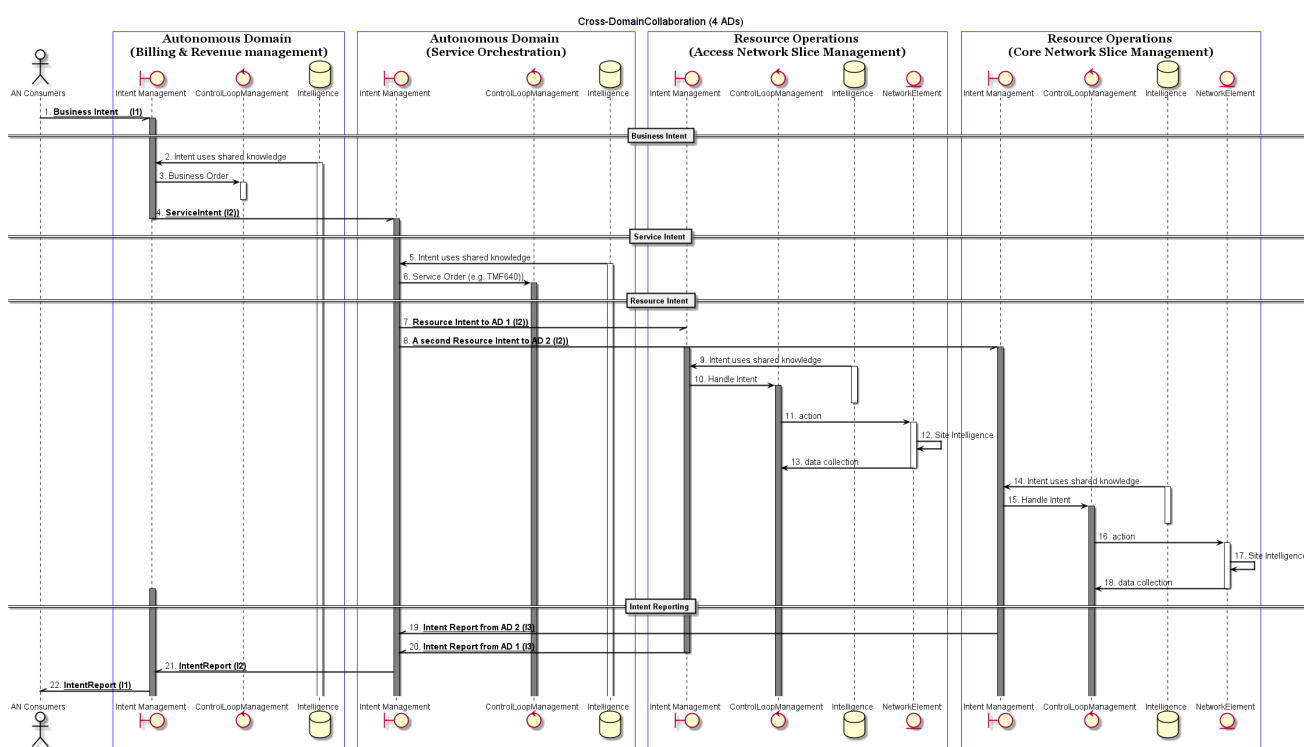 Cross-DomainCollaboration (4 ADs)
Autonomous Domain
(Billing & Revenue management)
Autonomous Domain
(Service Orchestration)
Resource Operations
(Access Network Slice Management)
Resource Operations
(Core Network Slice Management)
AN Consumers
Intent Management
ControlLoopManagement
Intelligence
Intent Management
ControlLoopManagement
Intelligence
Intent Management
ControlLoopManagement
Intelligence
NetworkElement
Intent Management
ControlLoopManagement
Intelligence
NetworkElement
1. Business Intent (I1)
Business Intent
2. Intent uses shared knowledge
3. Business Order
4. ServiceIntent (I2))
Service Intent
5. Intent uses shared knowledge
6. Service Order (e.g. TMF640))
Resource Intent
7. Resource Intent to AD 1 (I2))
8. A second Resource Intent to AD 2 (I2))
9. Intent uses shared knowledge
10. Handle Intent
11. action
12. Site Intelligence
13. data collection
14. Intent uses shared knowledge
15. Handle Intent
16. action
17. Site Intelligence
18. data collection
Intent Reporting
19. Intent Report from AD 2 (I3)
20. Intent Report from AD 1 (I3)
21. IntentReport (I2)
22. IntentReport (I1)
AN Consumers
Intent Management
ControlLoopManagement
Intelligence
Intent Management
ControlLoopManagement
Intelligence
Intent Management
ControlLoopManagement
Intelligence
NetworkElement
Intent Management
ControlLoopManagement
Intelligence
NetworkElement